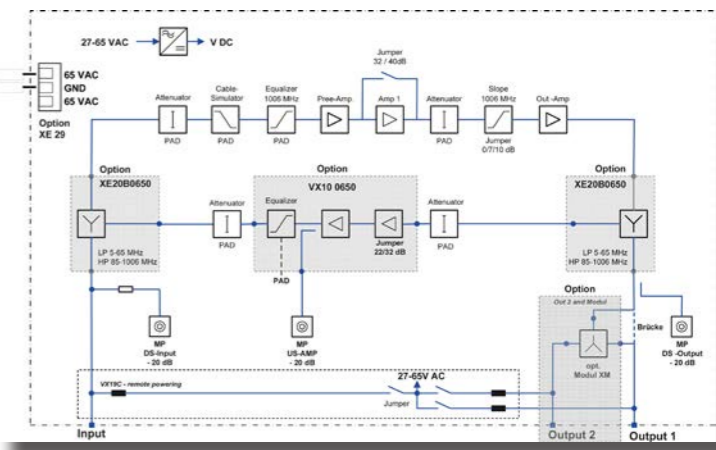 27-65 VAC
V DC
65 VAC
GND
65 VAC
Option
XE 29
Jumper
32 / 40dB
Attenuator
PAD
Cable-
Simulator
PAD
Equalizer
1006 MHz
PAD
Pree-Amp.
Amp 1
Attenuator
PAD
Slope
1006 MHz
Jumper
0/7/10 dB
Out -Amp
Option
XE20B0650
LP 5-65 MHz
HP 85-1006 MHz
Attenuator
PAD
Option
VX10 0650
Equalizer
PAD
Jumper
22/32 dB
Attenuator
PAD
Option
XE20B0650
LP 5-65 MHz
HP 85-1006 MHz
MP
DS-Input
- 20 dB
MP
US-AMP
- 20 dB
Option
Out 2 and Modul
opt.
Modul XM
Brücke
MP
DS -Output
- 20 dB
VX19C - remote powering
27-65V AC
Jumper
Input
Output 2
Output 1